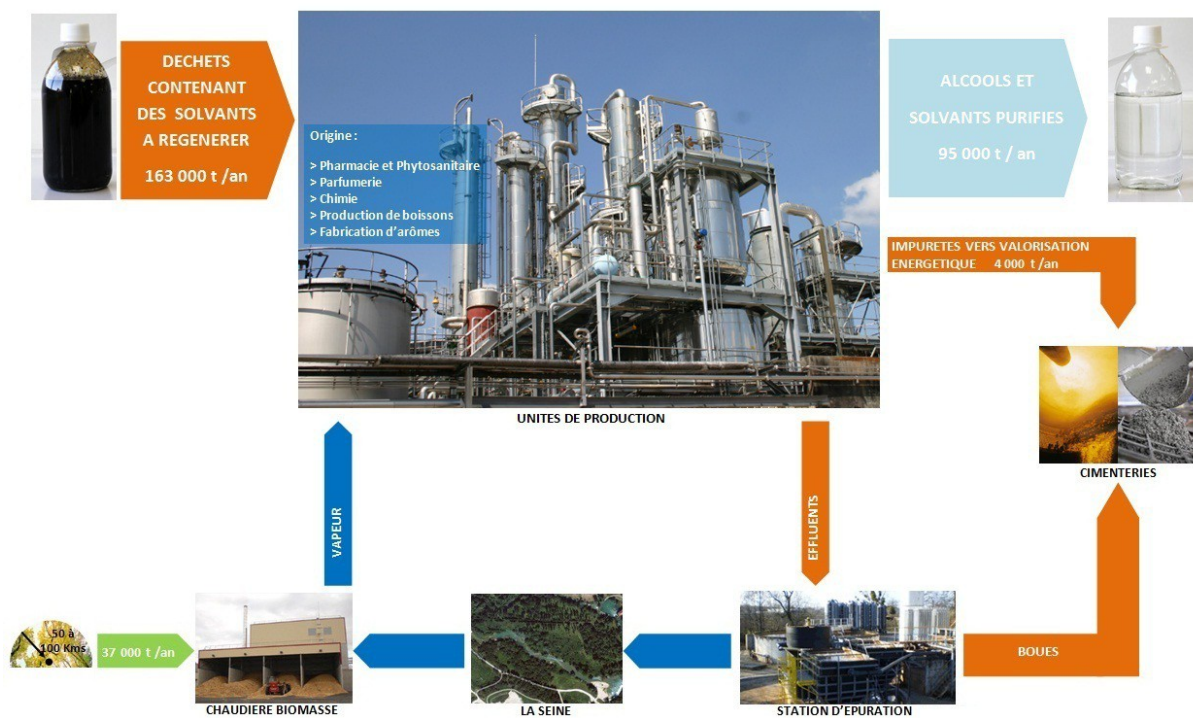 DECHETS
CONTENANT
DES SOLVANTS
A REGENERER
163 000 t /an
Origine :
> Pharmacie et Phytosanitaire
> Parfumerie
> Chimie
> Production de boissons
> Fabrication d'arômes
ALCOOLS ET
SOLVANTS PURIFIES
95 000 t / an
IMPURETES VERS VALORISATION
ENERGETIQUE 4 000 t /an
UNITES DE PRODUCTION
CIMENTERIES
VAPEUR
EFFLUENTS
50 à
100 Kms
37 000 t /an
BOUES
CHAUDIERE BIOMASSE
LA SEINE
STATION D'EPURATION